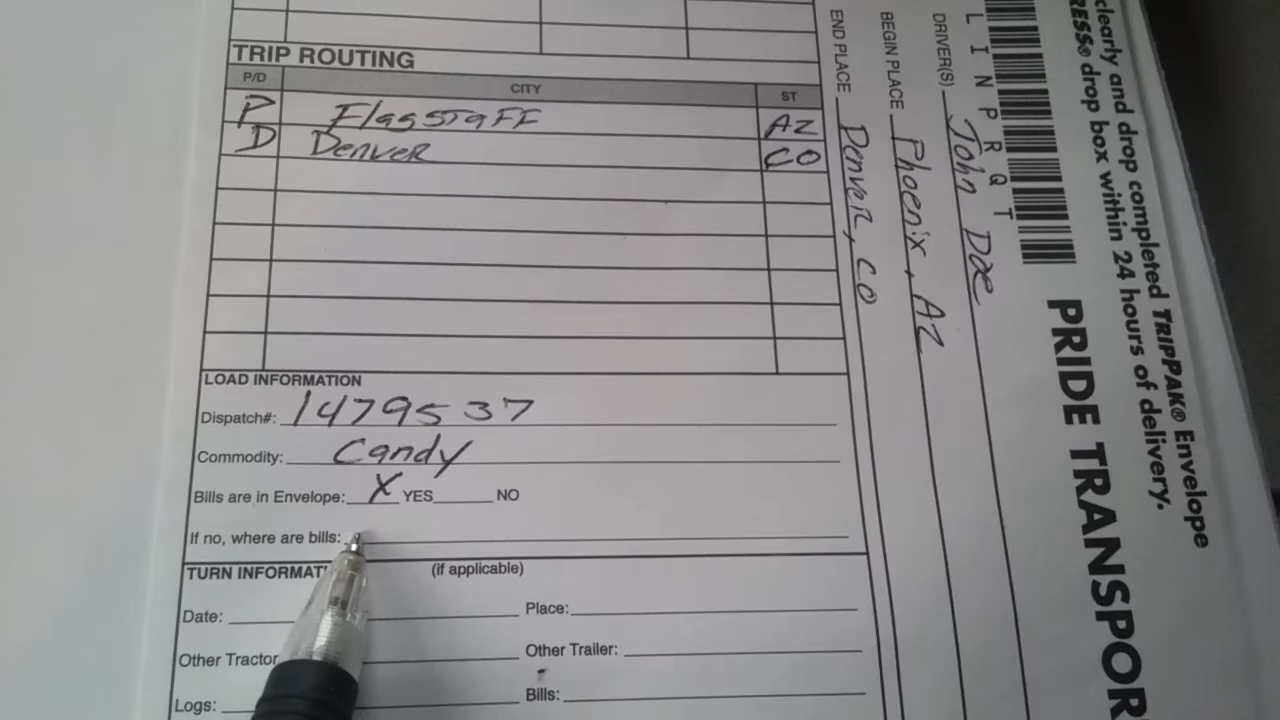 TRIP ROUTING
P/D CITY ST
P Flagstaff AZ
D Denver CO
LOAD INFORMATION
Dispatch#: 1479537
Commodity: Candy
Bills are in Envelope: X YES NO
If no, where are bills:
TURN INFORMAT (if applicable)
Date: Place:
Other Tractor Other Trailer:
Logs: Bills:
END PLACE Denver, CO
BEGIN PLACE Phoenix, AZ
DRIVER(S) John Doe
L I N P R Q T
PRIDE TRANSPOR
clearly and drop completed TRIPPAK® Envelope
RESS® drop box within 24 hours of delivery.